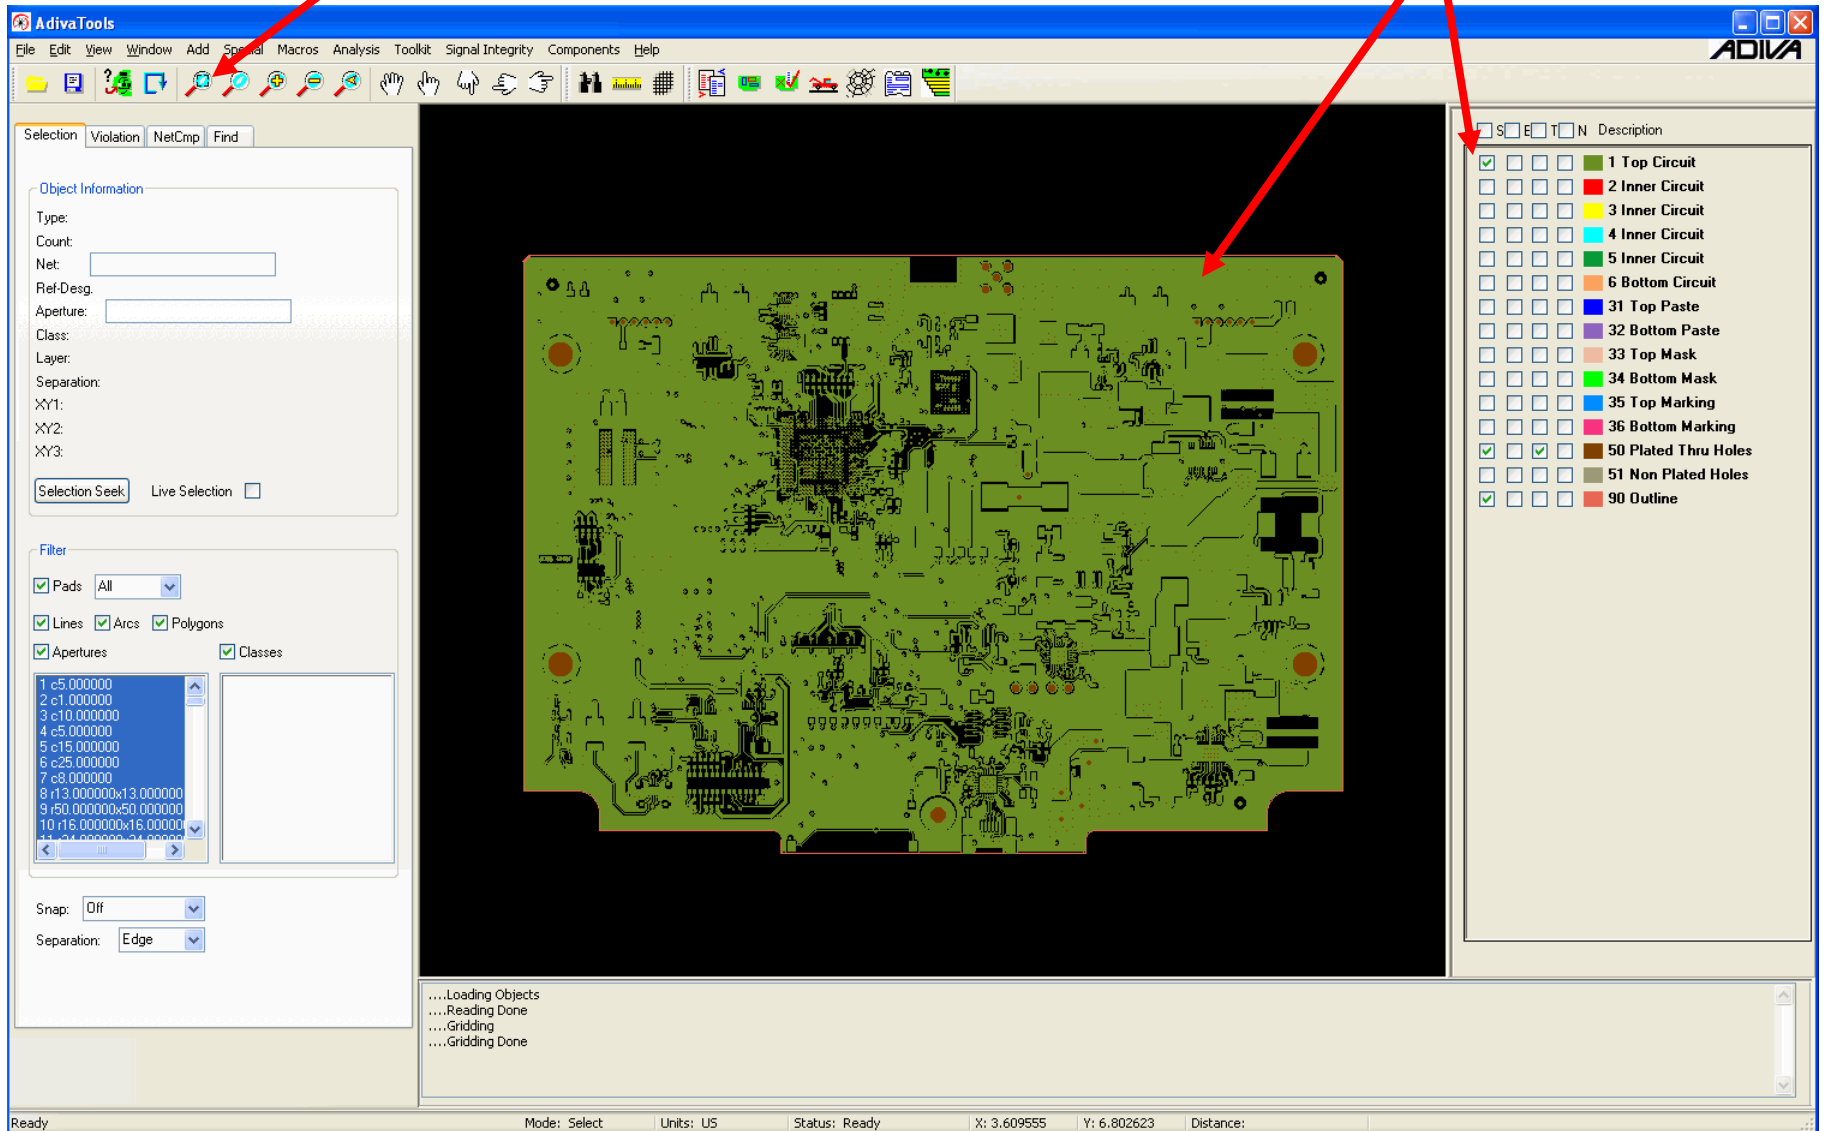 AdivaTools
File Edit View Window Add Special Macros Analysis Toolkit Signal Integrity Components Help
ADIVA
Selection Violation NetCmp Find
S E T N Description
Object Information
Type:
Count:
Net:
Ref-Desg.
Aperture:
Class:
Layer:
Separation:
XY1:
XY2:
XY3:
Selection Seek Live Selection
Filter
Pads All
Lines Arcs Polygons
Apertures Classes
1 c5.000000
2 c1.000000
3 c10.000000
4 c5.000000
5 c15.000000
6 c25.000000
7 c8.000000
8 r13.000000x13.000000
9 r50.000000x50.000000
10 r16.000000x16.00000
Snap: Off
Separation: Edge
1 Top Circuit
2 Inner Circuit
3 Inner Circuit
4 Inner Circuit
5 Inner Circuit
6 Bottom Circuit
31 Top Paste
32 Bottom Paste
33 Top Mask
34 Bottom Mask
35 Top Marking
36 Bottom Marking
50 Plated Thru Holes
51 Non Plated Holes
90 Outline
....Loading Objects
....Reading Done
....Gridding
....Gridding Done
Ready Mode: Select Units: US Status: Ready X: 3.609555 Y: 6.802623 Distance: